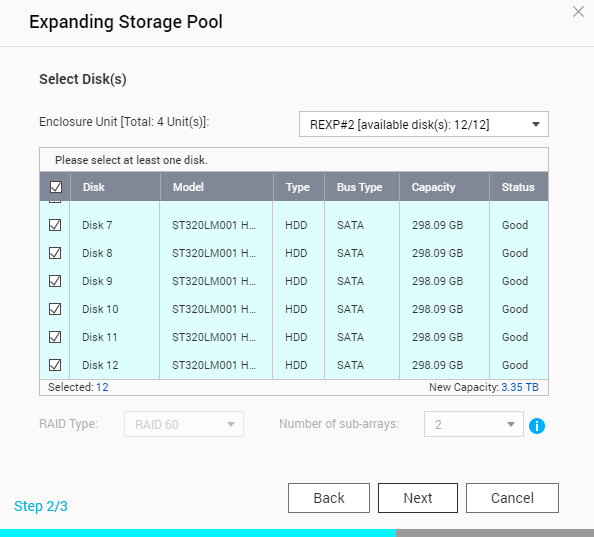 Expanding Storage Pool
Select Disk(s)
Enclosure Unit [Total: 4 Unit(s)]: REXP#2 [available disk(s): 12/12]
Please select at least one disk.
Disk Model Type Bus Type Capacity Status
Disk 7 ST320LM001 H... HDD SATA 298.09 GB Good
Disk 8 ST320LM001 H... HDD SATA 298.09 GB Good
Disk 9 ST320LM001 H... HDD SATA 298.09 GB Good
Disk 10 ST320LM001 H... HDD SATA 298.09 GB Good
Disk 11 ST320LM001 H... HDD SATA 298.09 GB Good
Disk 12 ST320LM001 H... HDD SATA 298.09 GB Good
Selected: 12 New Capacity: 3.35 TB
RAID Type: RAID 60 Number of sub-arrays: 2 i
Back Next Cancel
Step 2/3